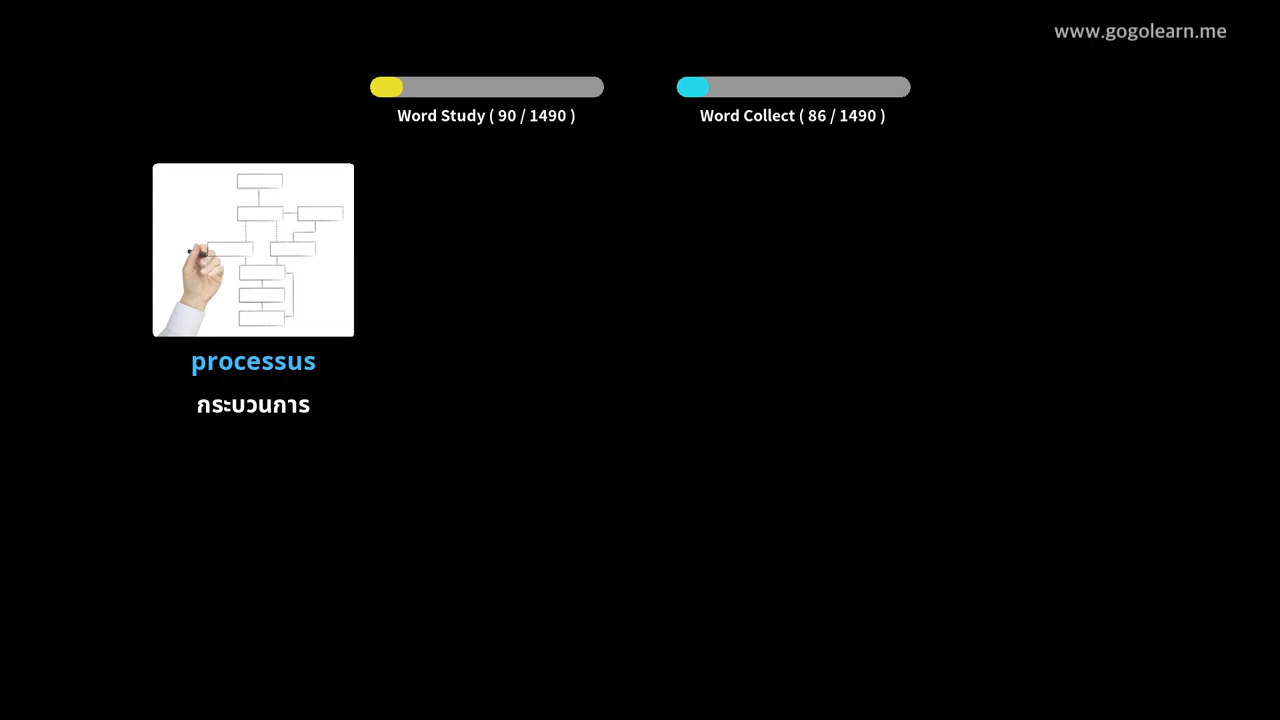 www.gogolearn.me
Word Study ( 90 / 1490 )
Word Collect ( 86 / 1490 )
processus
กระบวนการ